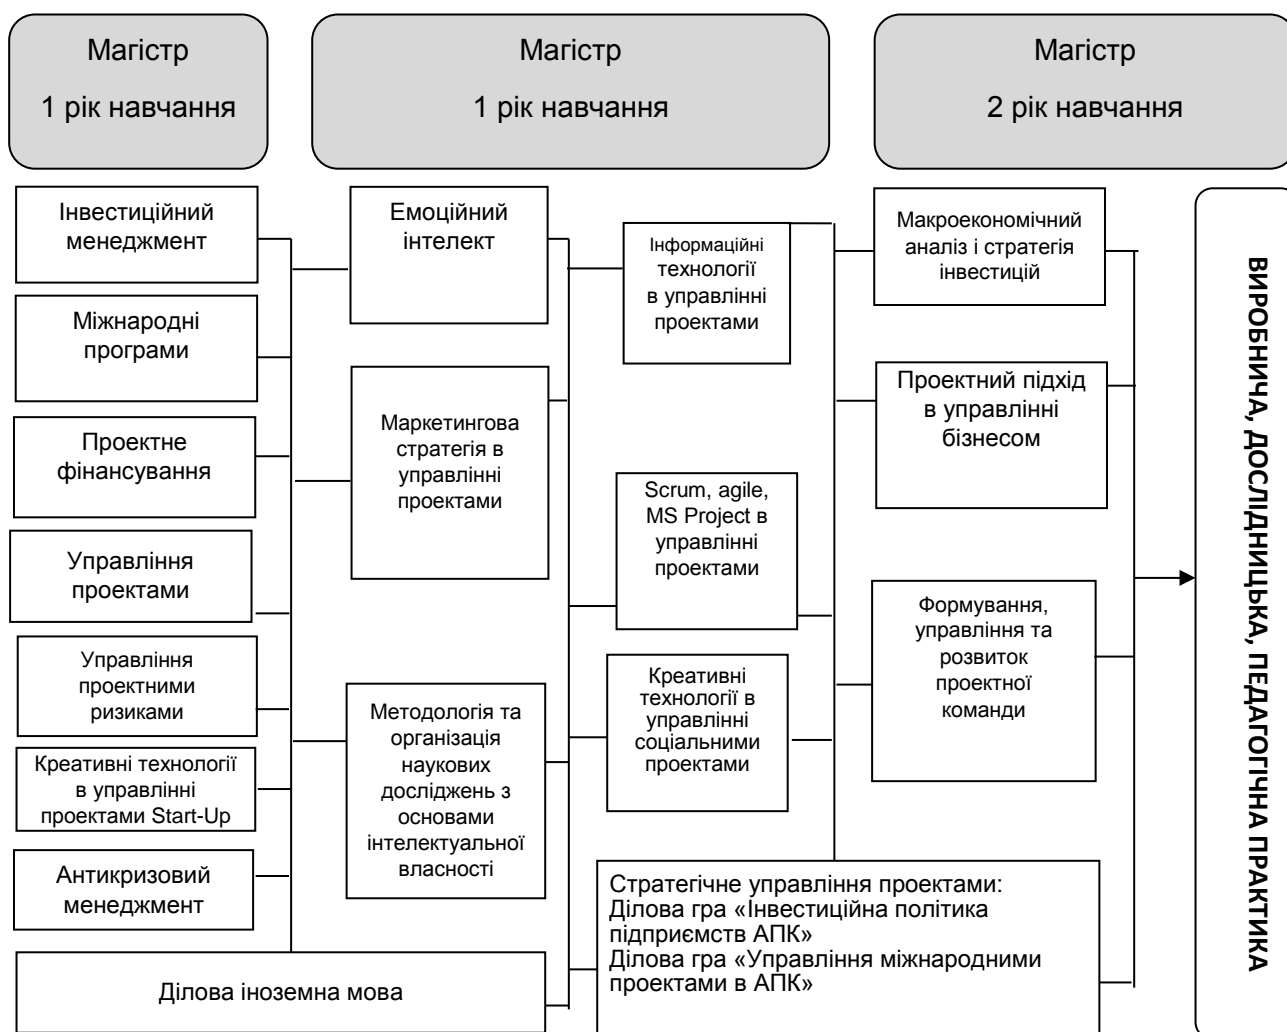 Магістр
1 рік навчання
Магістр
1 рік навчання
Магістр
2 рік навчання
Інвестиційний
менеджмент
Міжнародні
програми
Проектне
фінансування
Управління
проектами
Управління
проектними
ризиками
Креативні технології
в управлінні
проектами Start-Up
Антикризовий
менеджмент
Ділова іноземна мова
Емоційний
інтелект
Маркетингова
стратегія в
управлінні
проектами
Методологія та
організація
наукових
досліджень з
основами
інтелектуальної
власності
Інформаційні
технології
в управлінні
проектами
Scrum, agile,
MS Project в
управлінні
проектами
Креативні
технології в
управлінні
соціальними
проектами
Стратегічне управління проектами:
Ділова гра «Інвестиційна політика
підприємств АПК»
Ділова гра «Управління міжнародними
проектами в АПК»
Макроекономічний
аналіз і стратегія
інвестицій
Проектний підхід
в управлінні
бізнесом
Формування,
управління та
розвиток
проектної
команди
ВИРОБНИЧА, ДОСЛІДНИЦЬКА, ПЕДАГОГІЧНА ПРАКТИКА